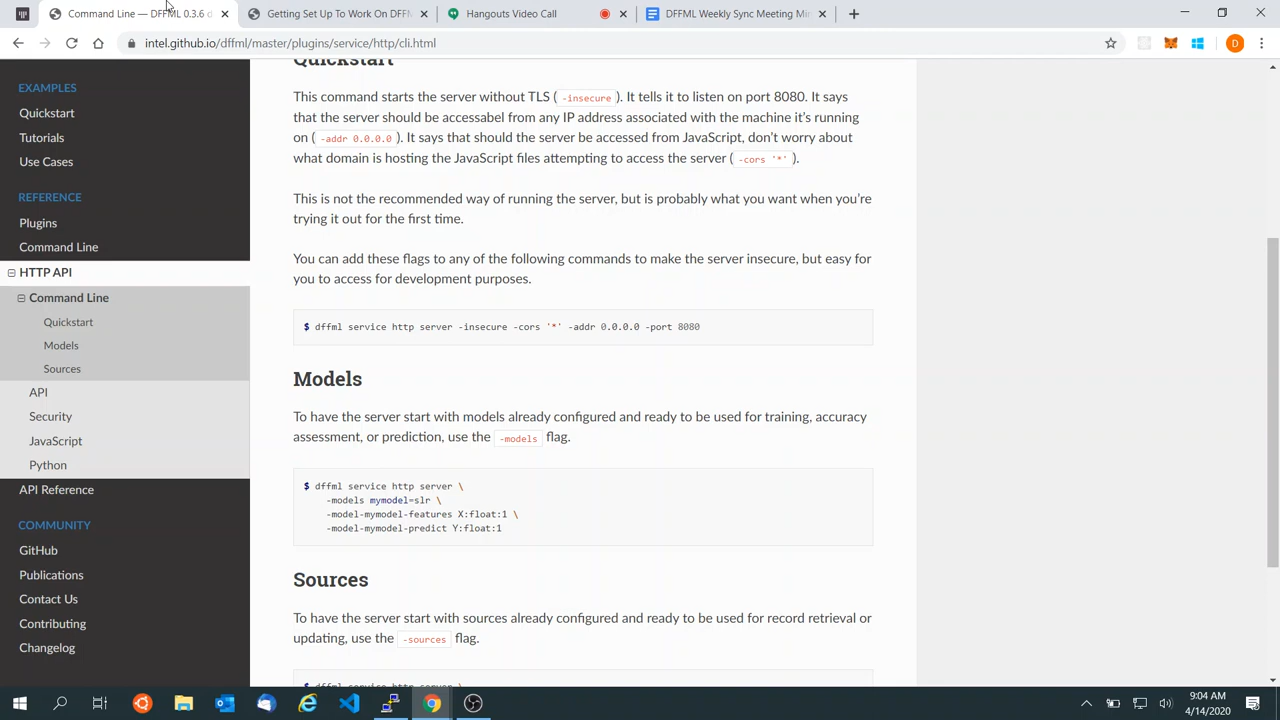 Command Line — DFFML 0.3.6 d
Getting Set Up To Work On DFFM
Hangouts Video Call
DFFML Weekly Sync Meeting Min
intel.github.io/dffml/master/plugins/service/http/cli.html
D
EXAMPLES
Quickstart
Tutorials
Use Cases
REFERENCE
Plugins
Command Line
HTTP API
Command Line
Quickstart
Models
Sources
API
Security
JavaScript
Python
API Reference
COMMUNITY
GitHub
Publications
Contact Us
Contributing
Changelog
Quickstart
This command starts the server without TLS ( -insecure ). It tells it to listen on port 8080. It says
that the server should be accessabel from any IP address associated with the machine it's running
on ( -addr 0.0.0.0 ). It says that should the server be accessed from JavaScript, don't worry about
what domain is hosting the JavaScript files attempting to access the server ( -cors '*' ).
This is not the recommended way of running the server, but is probably what you want when you're
trying it out for the first time.
You can add these flags to any of the following commands to make the server insecure, but easy for
you to access for development purposes.
$ dffml service http server -insecure -cors '*' -addr 0.0.0.0 -port 8080
Models
To have the server start with models already configured and ready to be used for training, accuracy
assessment, or prediction, use the -models flag.
$ dffml service http server \
-models mymodel=slr \
-model-mymodel-features X:float:1 \
-model-mymodel-predict Y:float:1
Sources
To have the server start with sources already configured and ready to be used for record retrieval or
updating, use the -sources flag.
$ dffml service http server \
9:04 AM
4/14/2020